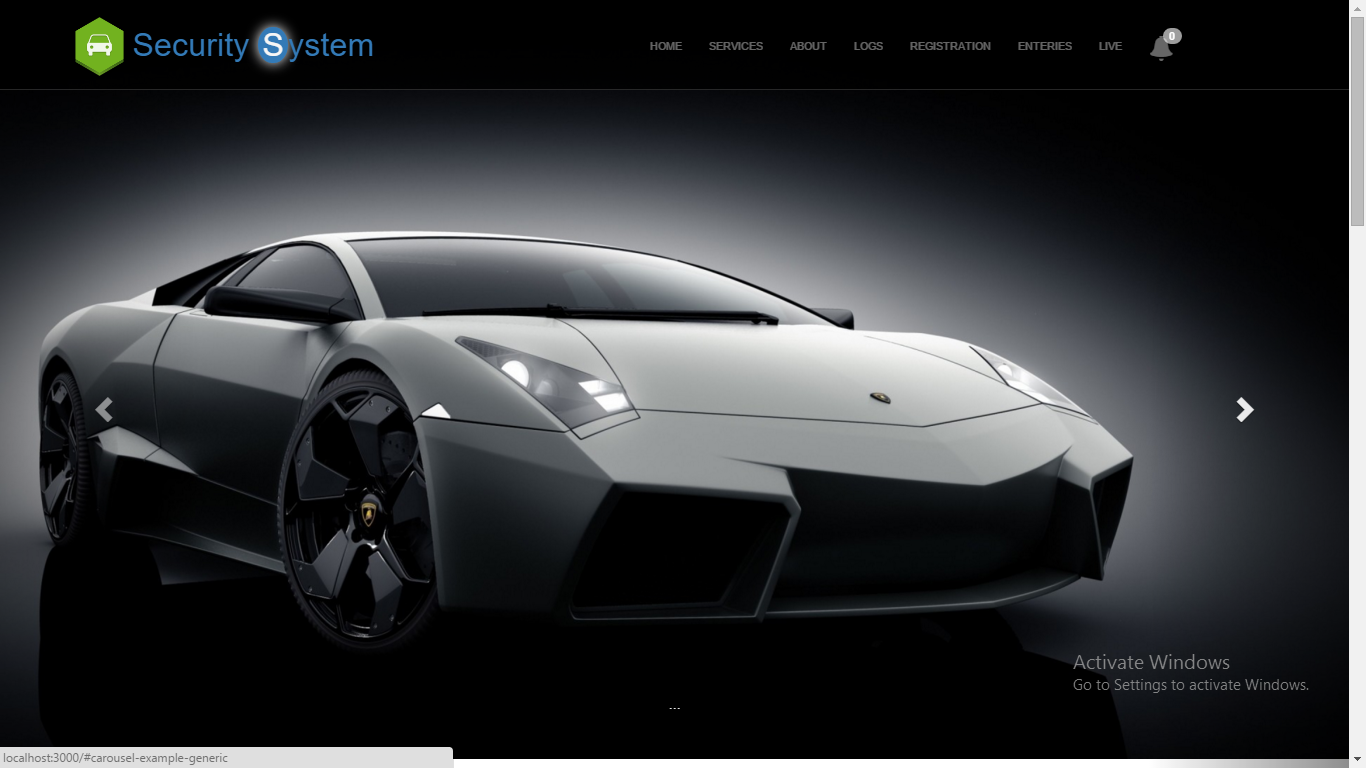 Security System
HOME SERVICES ABOUT LOGS REGISTRATION ENTERIES LIVE 0
Activate Windows
Go to Settings to activate Windows.
...
localhost:3000/#carousel-example-generic